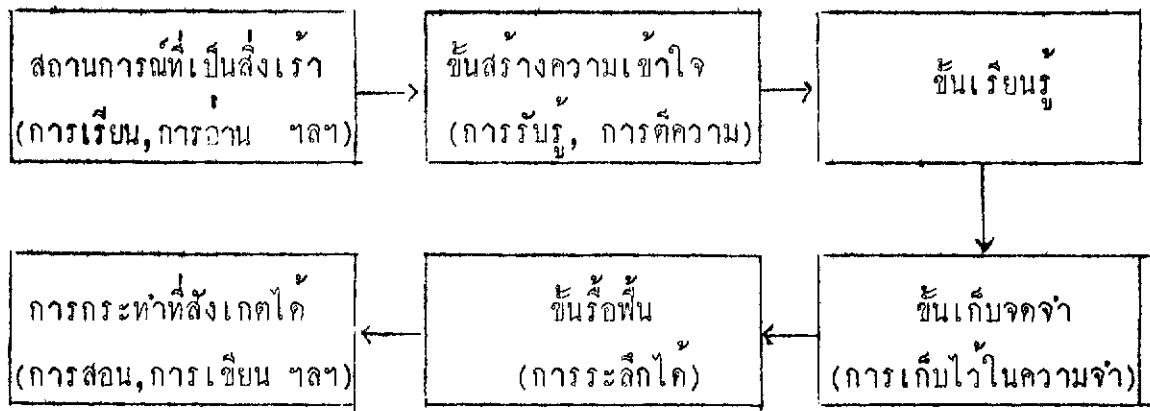 สถานการณ์ที่เป็นสิ่งเร้า
(การเรียน,การอ่าน ฯลฯ)
ขั้นสร้างความเข้าใจ
(การรับรู้, การตีความ)
ขั้นเรียนรู้
ขั้นเก็บจดจำ
(การเก็บไว้ในความจำ)
ขั้นรื้อฟื้น
(การระลึกได้)
การกระทำที่สังเกตได้
(การสอน,การเขียน ฯลฯ)